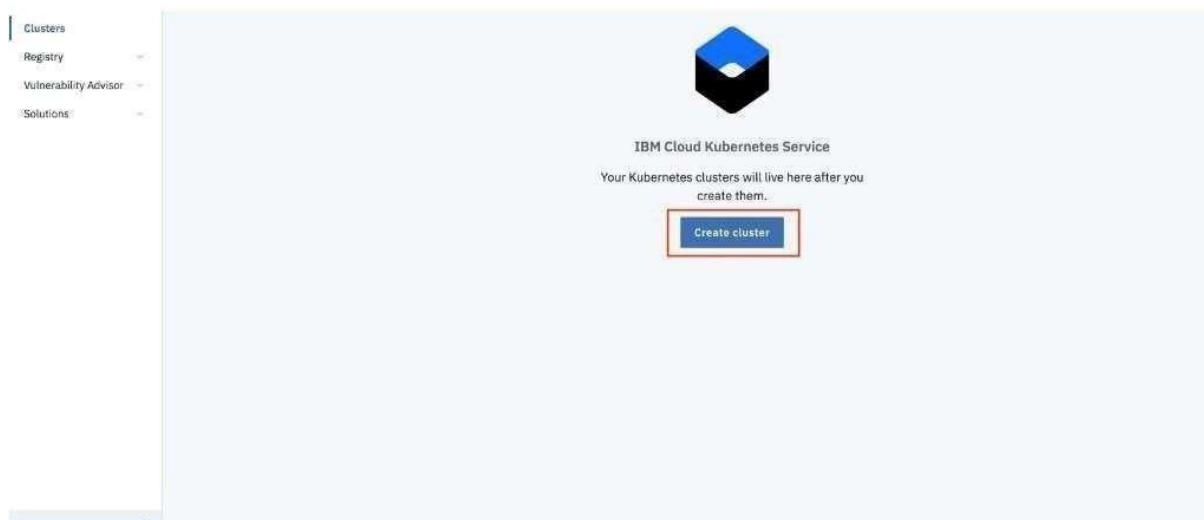 Clusters
Registry
Vulnerability Advisor
Solutions
IBM Cloud Kubernetes Service
Your Kubernetes clusters will live here after you
create them.
Create cluster